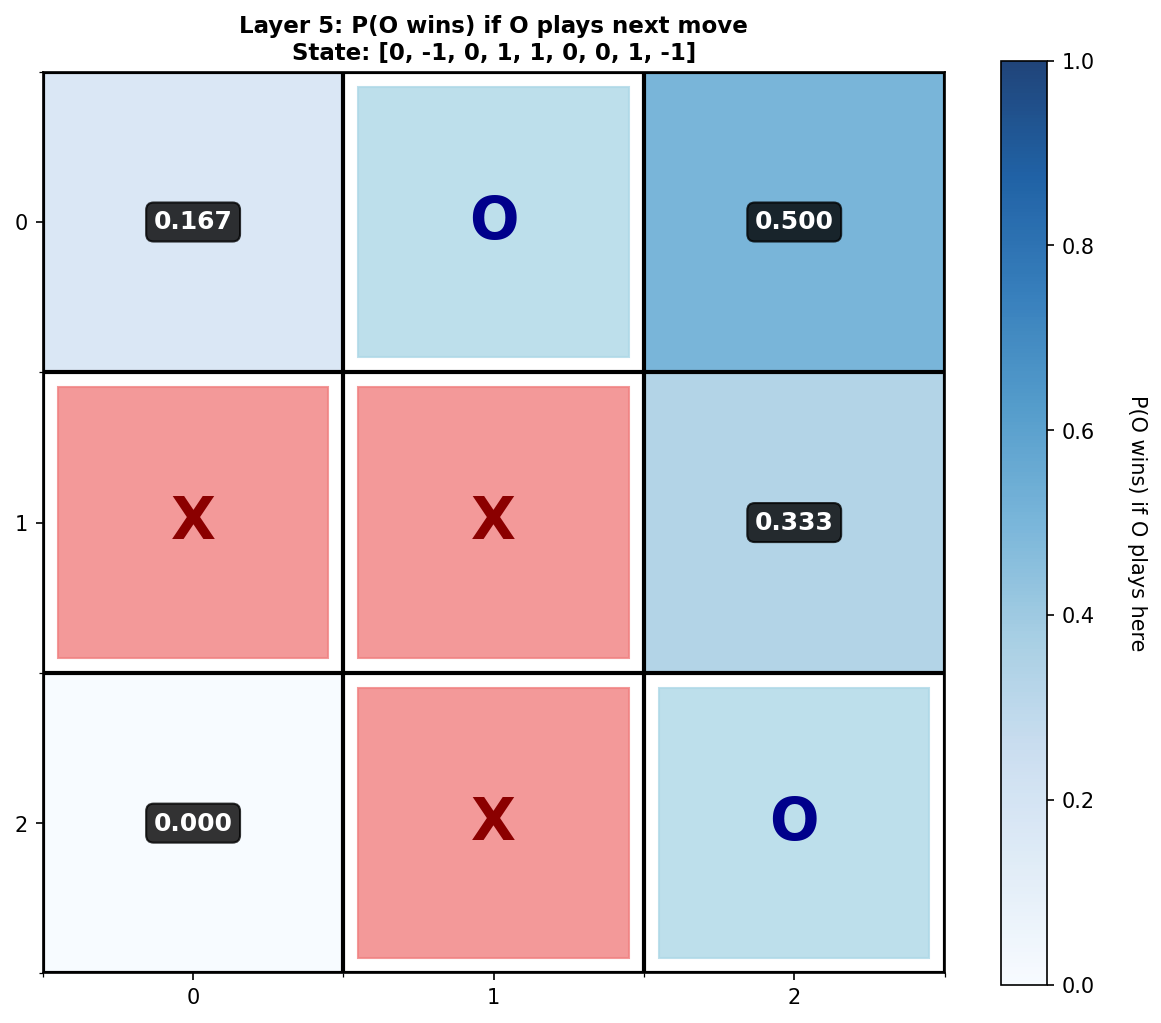 Layer 5: P(O wins) if O plays next move
State: [0, -1, 0, 1, 1, 0, 0, 1, -1]
0.167
O
0.500
X
X
0.333
0.000
X
O
0
1
2
0
1
2
1.0
0.8
0.6
0.4
0.2
0.0
P(O wins) if O plays here